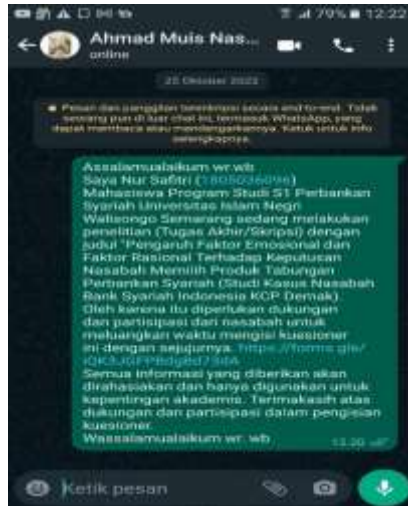 79% 12:22
Ahmad Muis Nas...
online
25 Oktober 2022
Pesan dan panggilan terenkripsi secara end-to-end. Tidak
seorang pun di luar chat ini, termasuk WhatsApp, yang
dapat membaca atau mendengarkannya. Ketuk untuk info
selengkapnya.
Assalamualaikum wr.wb
Saya Nur Safitri (1805036096)
Mahasiswa Program Studi S1 Perbankan
Syariah Universitas Islam Negri
Walisongo Semarang sedang melakukan
penelitian (Tugas Akhir/Skripsi) dengan
judul "Pengaruh Faktor Emosional dan
Faktor Rasional Terhadap Keputusan
Nasabah Memilih Produk Tabungan
Perbankan Syariah (Studi Kasus Nasabah
Bank Syariah Indonesia KCP Demak).
Oleh karena itu diperlukan dukungan
dan partisipasi dari nasabah untuk
meluangkan waktu mengisi kuesioner
ini dengan sejujurnya. https://forms.gle/
Semua informasi yang diberikan akan
dirahasiakan dan hanya digunakan untuk
kepentingan akademis. Terimakasih atas
dukungan dan partisipasi dalam pengisian
kuesioner.
Wassalamualaikum wr. wb
13.20
Ketik pesan